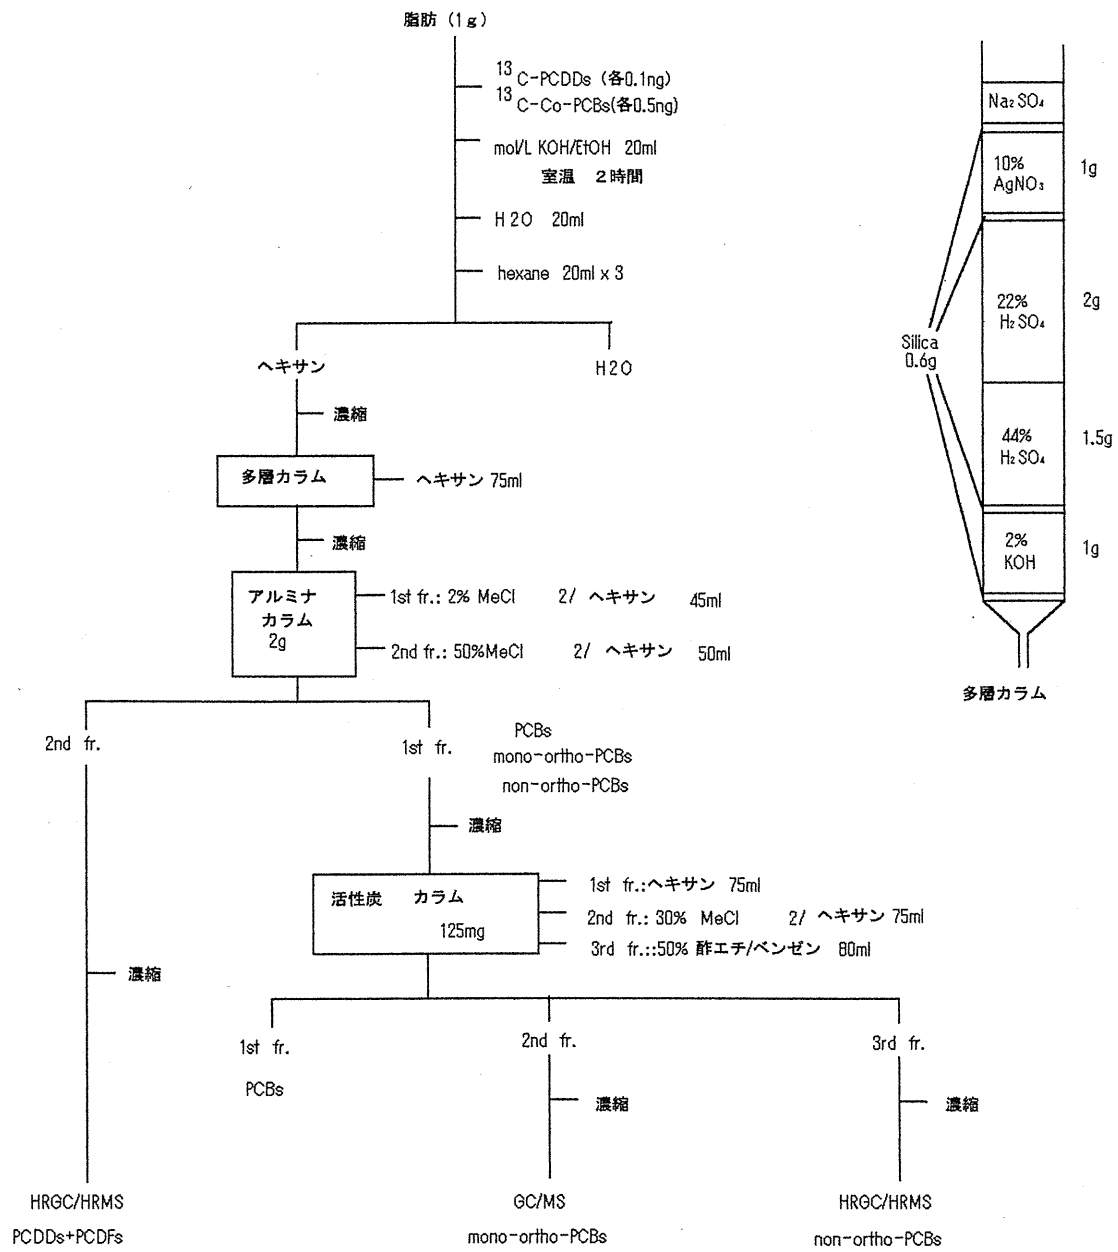 脂肪 (1g)
13
C-PCDDs (各0.1ng)
13
C-Co-PCBs(各0.5ng)
mol/L KOH/EtOH 20ml
室温 2時間
H2O 20ml
hexane 20ml x 3
ヘキサン
H2O
濃縮
多層カラム
ヘキサン 75ml
濃縮
アルミナ
カラム
2g
1st fr.: 2% MeCl 2/ ヘキサン 45ml
2nd fr.: 50%MeCl 2/ ヘキサン 50ml
2nd fr.
1st fr.
PCBs
mono-ortho-PCBs
non-ortho-PCBs
濃縮
活性炭 カラム
125mg
1st fr.:ヘキサン 75ml
2nd fr.: 30% MeCl 2/ ヘキサン 75ml
3rd fr.::50% 酢エチ/ベンゼン 80ml
濃縮
1st fr.
PCBs
2nd fr.
3rd fr.
濃縮
濃縮
HRGC/HRMS
PCDDs+PCDFs
GC/MS
mono-ortho-PCBs
HRGC/HRMS
non-ortho-PCBs
Na2SO4
10%
AgNO3
1g
22%
H2SO4
2g
Silica
0.6g
44%
H2SO4
1.5g
2%
KOH
1g
多層カラム